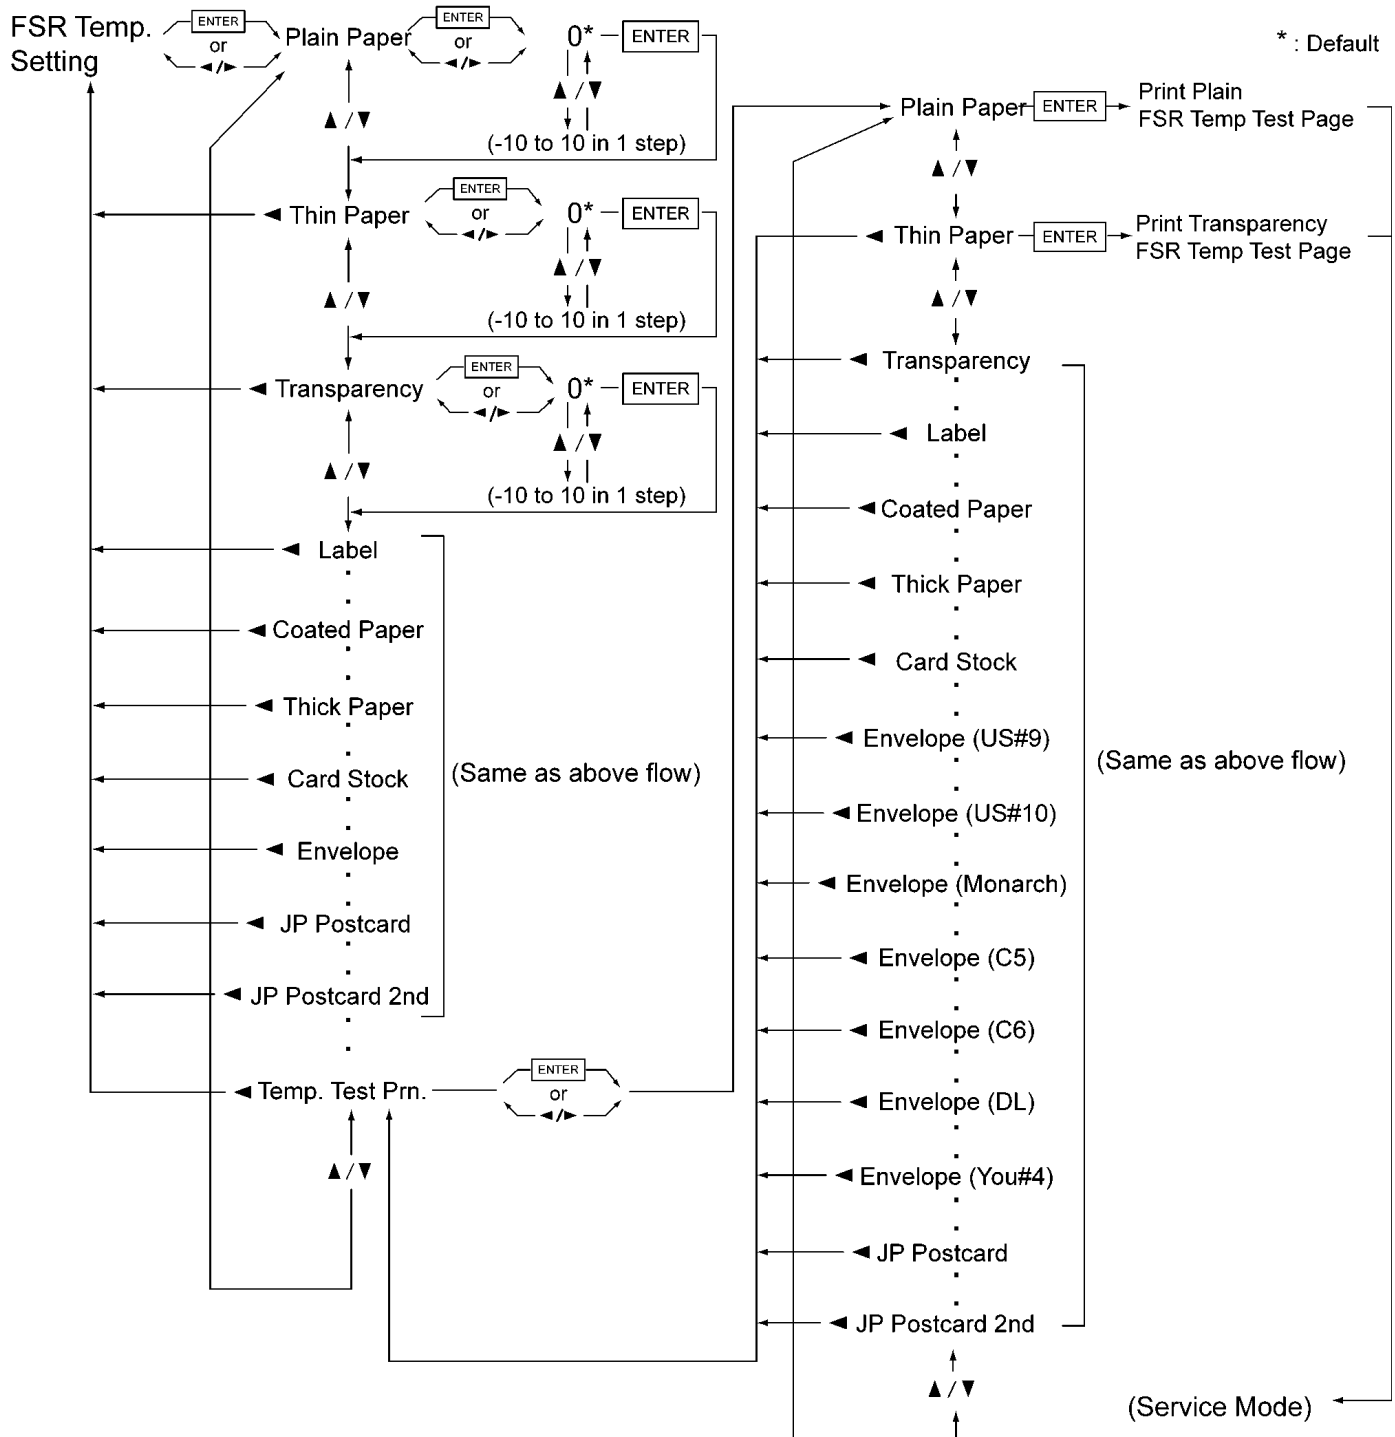 FSR Temp.
Setting
ENTER
or
◄/►
Plain Paper
ENTER
or
◄/►
0*
ENTER
▲/▼
▲/▼
(-10 to 10 in 1 step)
◄ Thin Paper
ENTER
or
◄/►
0*
ENTER
▲/▼
▲/▼
(-10 to 10 in 1 step)
◄ Transparency
ENTER
or
◄/►
0*
ENTER
▲/▼
▲/▼
(-10 to 10 in 1 step)
◄ Label
◄ Coated Paper
◄ Thick Paper
◄ Card Stock
(Same as above flow)
◄ Envelope
◄ JP Postcard
◄ JP Postcard 2nd
◄ Temp. Test Prn.
ENTER
or
◄/►
▲/▼
* : Default
Plain Paper
ENTER
Print Plain
FSR Temp Test Page
▲/▼
◄ Thin Paper
ENTER
Print Transparency
FSR Temp Test Page
▲/▼
◄ Transparency
◄ Label
◄ Coated Paper
◄ Thick Paper
◄ Card Stock
◄ Envelope (US#9)
(Same as above flow)
◄ Envelope (US#10)
◄ Envelope (Monarch)
◄ Envelope (C5)
◄ Envelope (C6)
◄ Envelope (DL)
◄ Envelope (You#4)
◄ JP Postcard
◄ JP Postcard 2nd
▲/▼
(Service Mode)